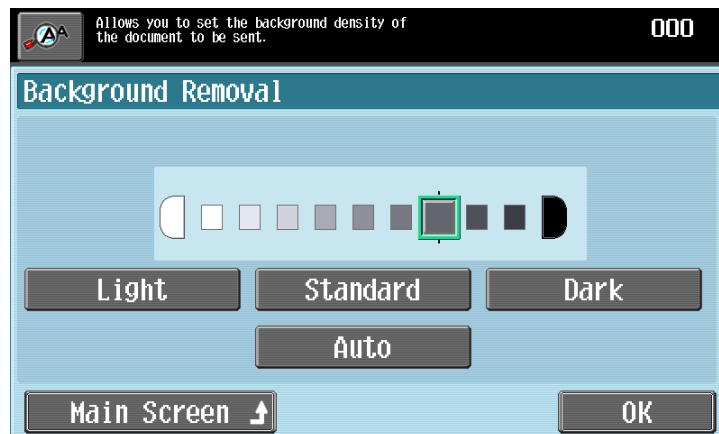 AA
Allows you to set the background density of
the document to be sent.
000
Background Removal
Light
Standard
Dark
Auto
Main Screen
OK